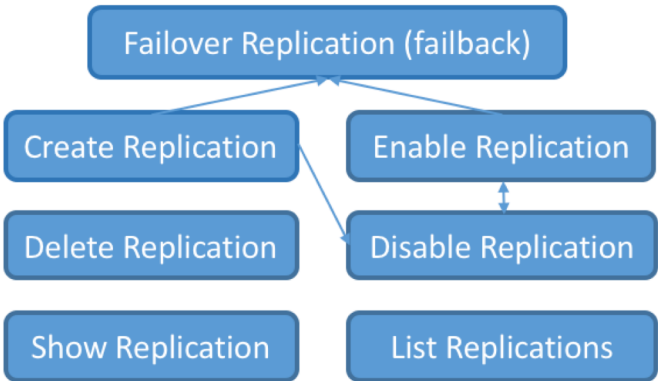 Failover Replication (failback)
Create Replication
Enable Replication
Delete Replication
Disable Replication
Show Replication
List Replications